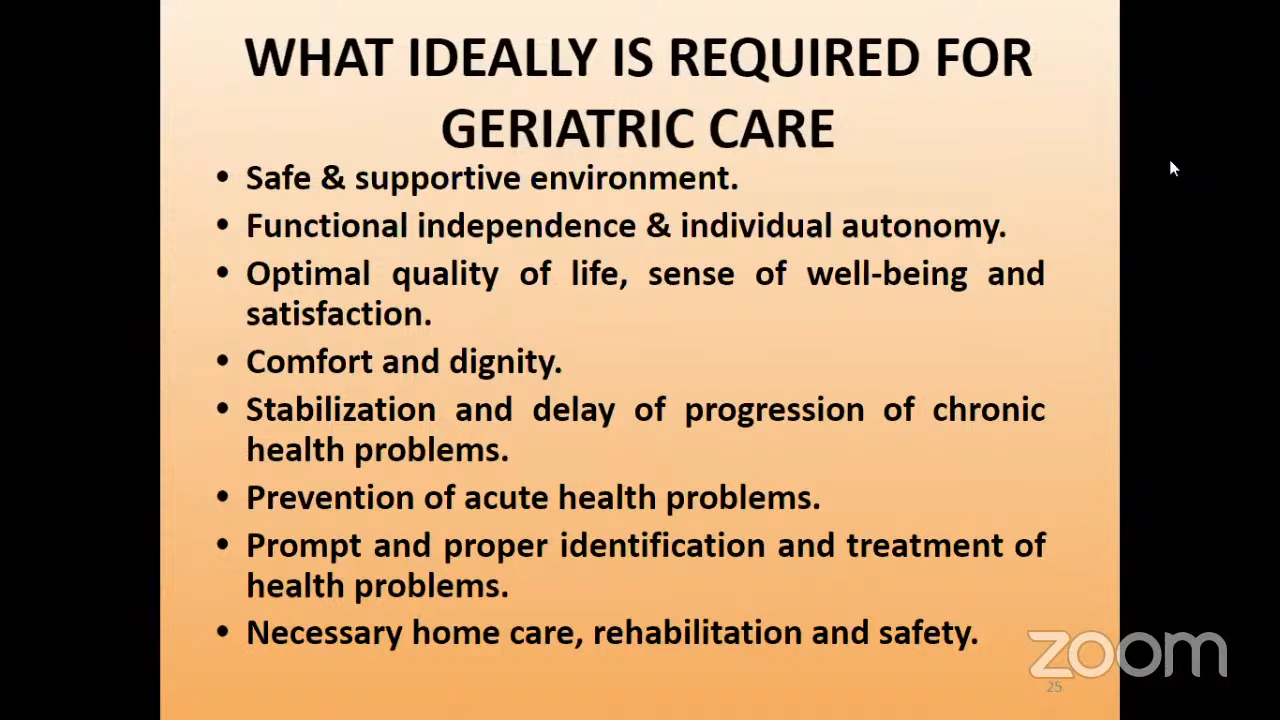 WHAT IDEALLY IS REQUIRED FOR
GERIATRIC CARE
• Safe & supportive environment.
• Functional independence & individual autonomy.
• Optimal quality of life, sense of well-being and
satisfaction.
• Comfort and dignity.
• Stabilization and delay of progression of chronic
health problems.
• Prevention of acute health problems.
• Prompt and proper identification and treatment of
health problems.
• Necessary home care, rehabilitation and safety.
zoom
25